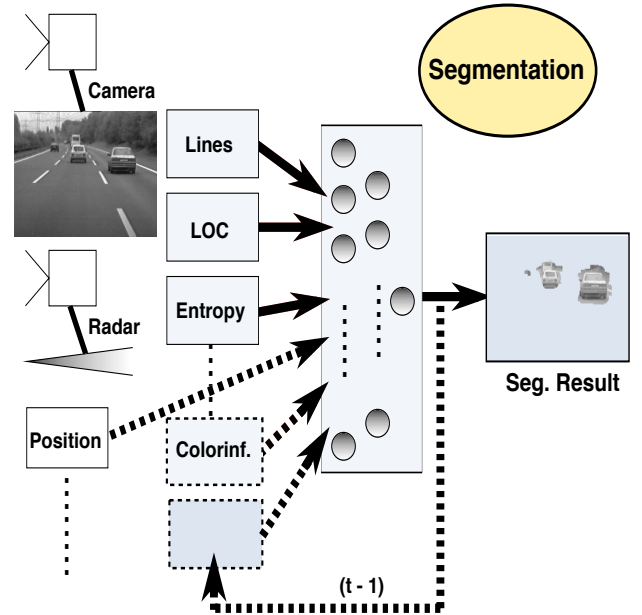 Segmentation
Camera
Lines
LOC
Entropy
Radar
Seg. Result
Position
Colorinf.
(t - 1)